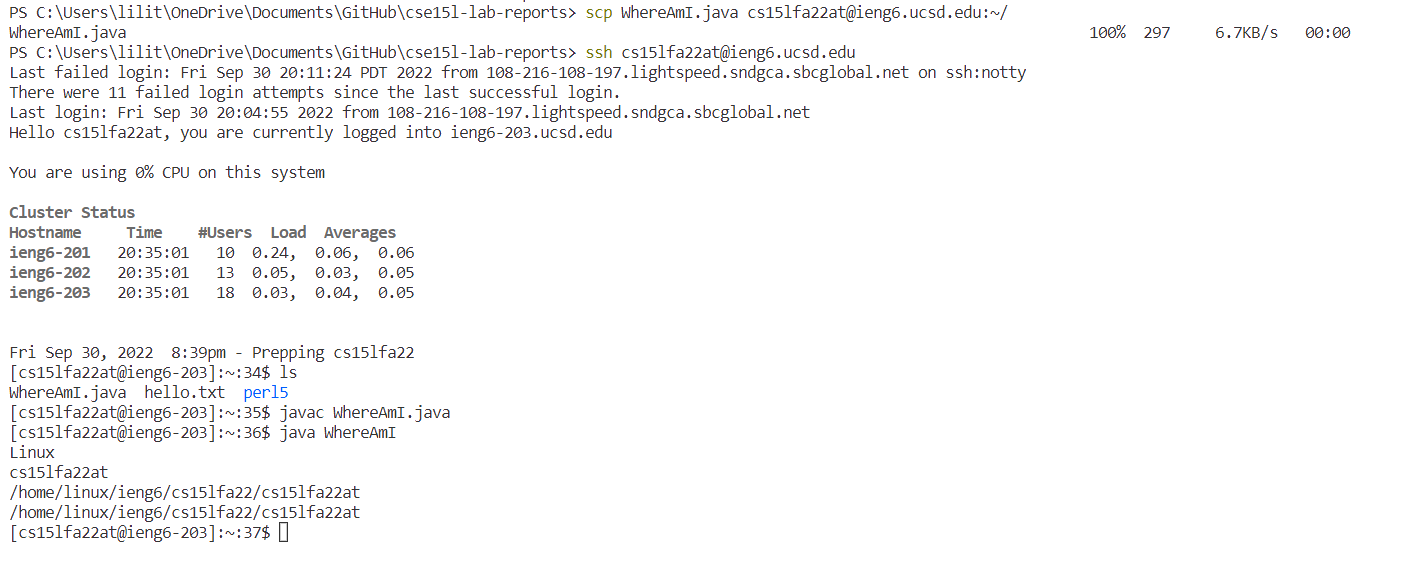 PS C:\Users\lilit\OneDrive\Documents\GitHub\cse15l-lab-reports> scp WhereAmI.java cs15lfa22at@ieng6.ucsd.edu:~/
WhereAmI.java 100% 297 6.7KB/s 00:00
PS C:\Users\lilit\OneDrive\Documents\GitHub\cse15l-lab-reports> ssh cs15lfa22at@ieng6.ucsd.edu
Last failed login: Fri Sep 30 20:11:24 PDT 2022 from 108-216-108-197.lightspeed.sndgca.sbcglobal.net on ssh:notty
There were 11 failed login attempts since the last successful login.
Last login: Fri Sep 30 20:04:55 2022 from 108-216-108-197.lightspeed.sndgca.sbcglobal.net
Hello cs15lfa22at, you are currently logged into ieng6-203.ucsd.edu
You are using 0% CPU on this system
Cluster Status
Hostname Time #Users Load Averages
ieng6-201 20:35:01 10 0.24, 0.06, 0.06
ieng6-202 20:35:01 13 0.05, 0.03, 0.05
ieng6-203 20:35:01 18 0.03, 0.04, 0.05
Fri Sep 30, 2022 8:39pm - Prepping cs15lfa22
[cs15lfa22at@ieng6-203]:~:34$ ls
WhereAmI.java hello.txt perl5
[cs15lfa22at@ieng6-203]:~:35$ javac WhereAmI.java
[cs15lfa22at@ieng6-203]:~:36$ java WhereAmI
Linux
cs15lfa22at
/home/linux/ieng6/cs15lfa22/cs15lfa22at
/home/linux/ieng6/cs15lfa22/cs15lfa22at
[cs15lfa22at@ieng6-203]:~:37$